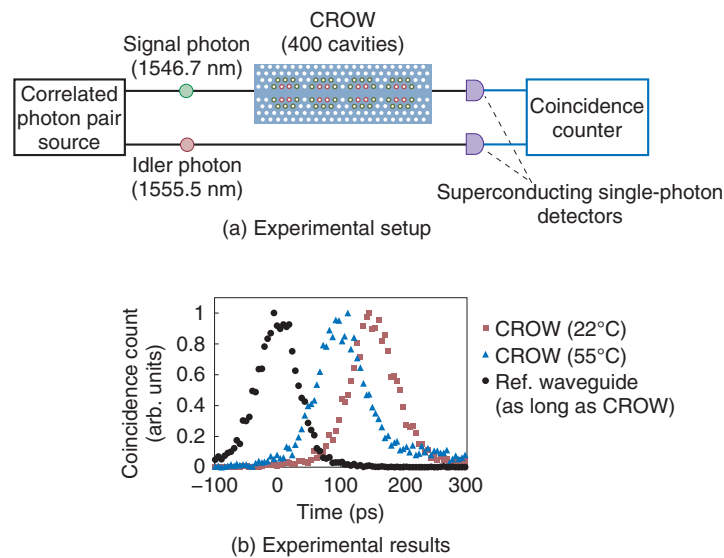 CROW
(400 cavities)
Signal photon
(1546.7 nm)
Correlated
photon pair
source
Coincidence
counter
Idler photon
(1555.5 nm)
Superconducting single-photon
detectors
(a) Experimental setup
Coincidence count
(arb. units)
1
0.8
0.6
0.4
0.2
0
−100
0
100
200
300
Time (ps)
CROW (22°C)
CROW (55°C)
Ref. waveguide
(as long as CROW)
(b) Experimental results